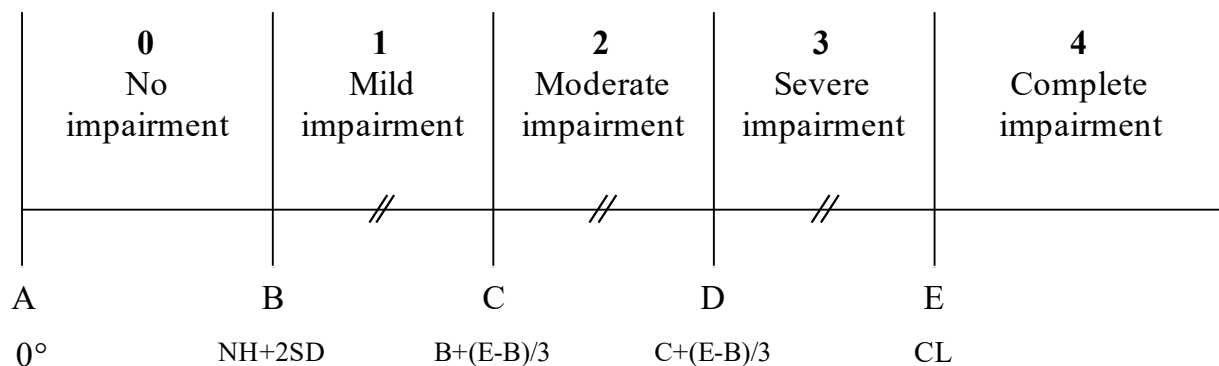 0 1 2 3 4
No Mild Moderate Severe Complete
impairment impairment impairment impairment impairment
A B C D E
0° NH+2SD B+(E-B)/3 C+(E-B)/3 CL